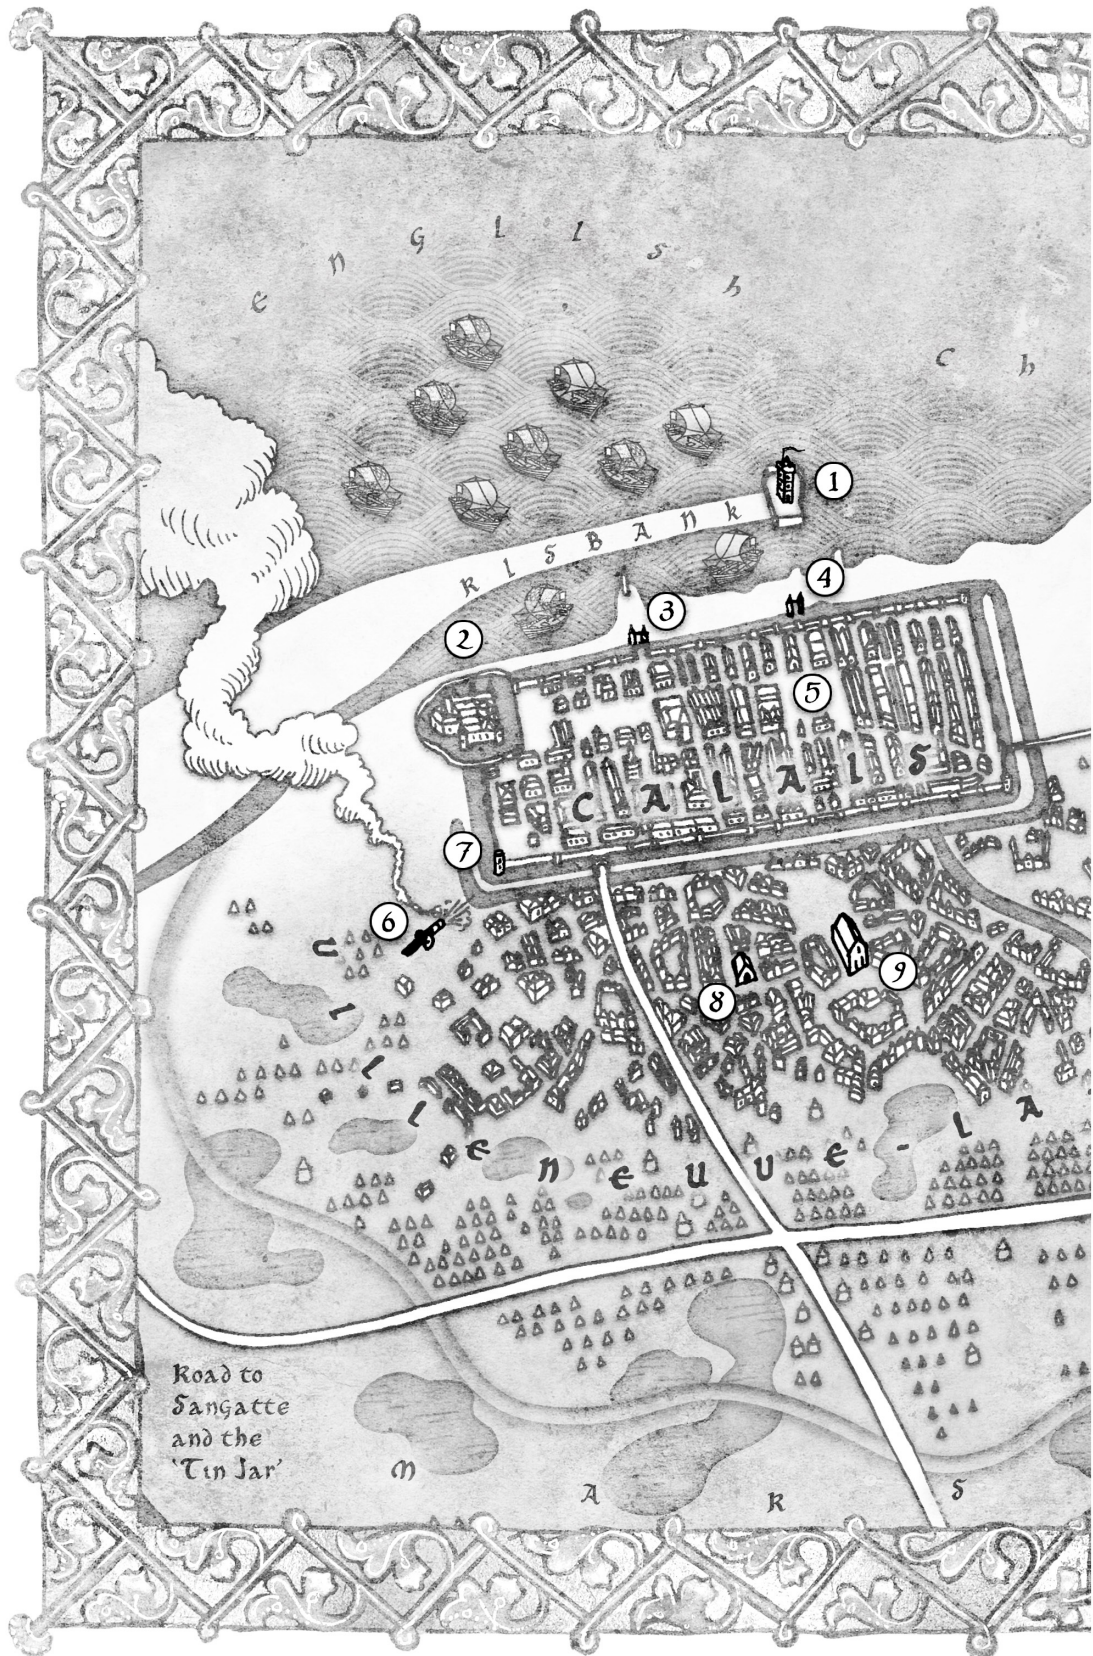 English
Ch
1
RISBANK
4
3
2
5
CALAIS
7
6
9
8
Villeneuve-la
Road to
Sangatte
and the
'Tin Jar'
MARS